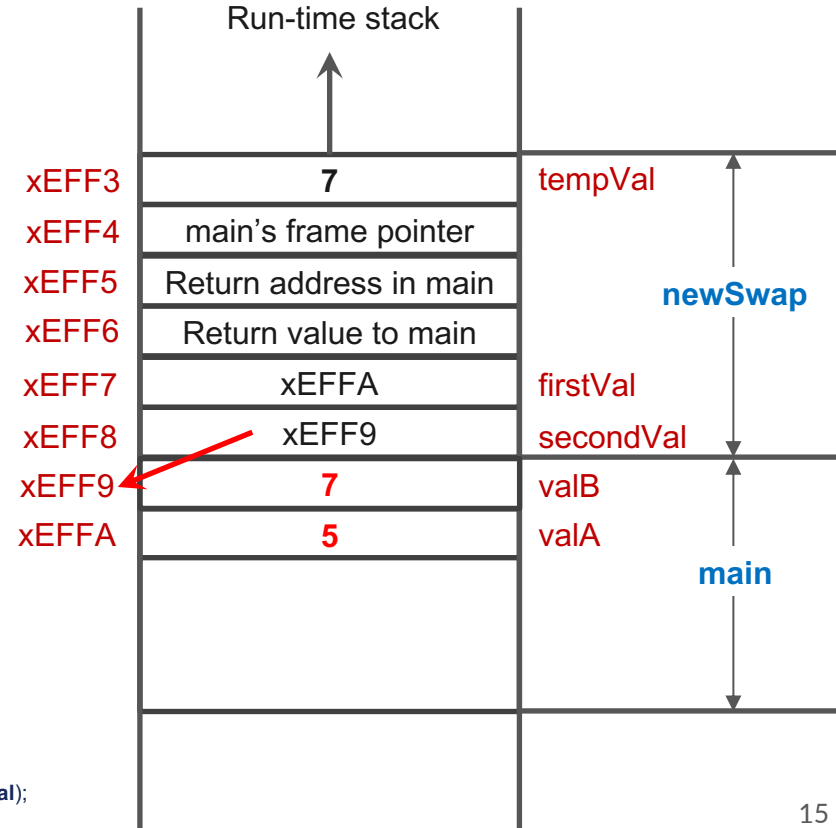 Run-time stack
xEFF3 7 tempVal
xEFF4 main's frame pointer
xEFF5 Return address in main
newSwap
xEFF6 Return value to main
xEFF7 xEFFA firstVal
xEFF8 xEFF9 secondVal
xEFF9 7 valB
xEFFA 5 valA
main
al);
15